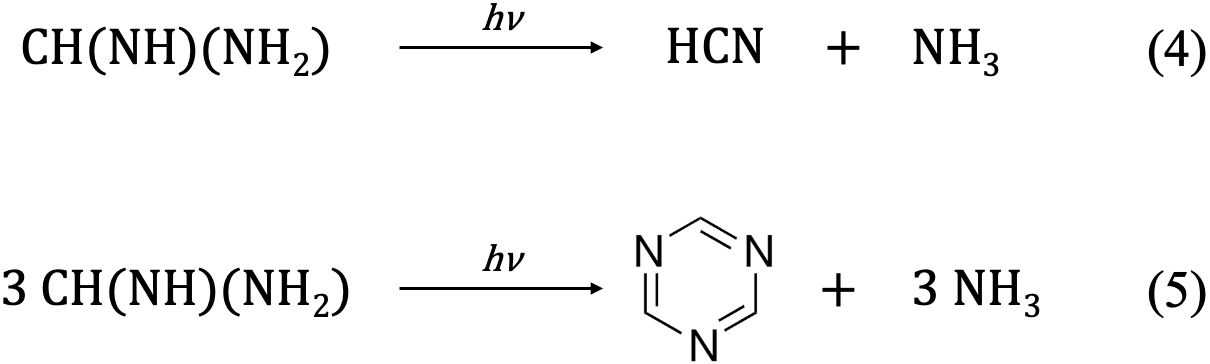 hν
CH(NH)(NH₂) HCN + NH₃ (4)
hν
3 CH(NH)(NH₂) N N N + 3 NH₃ (5)